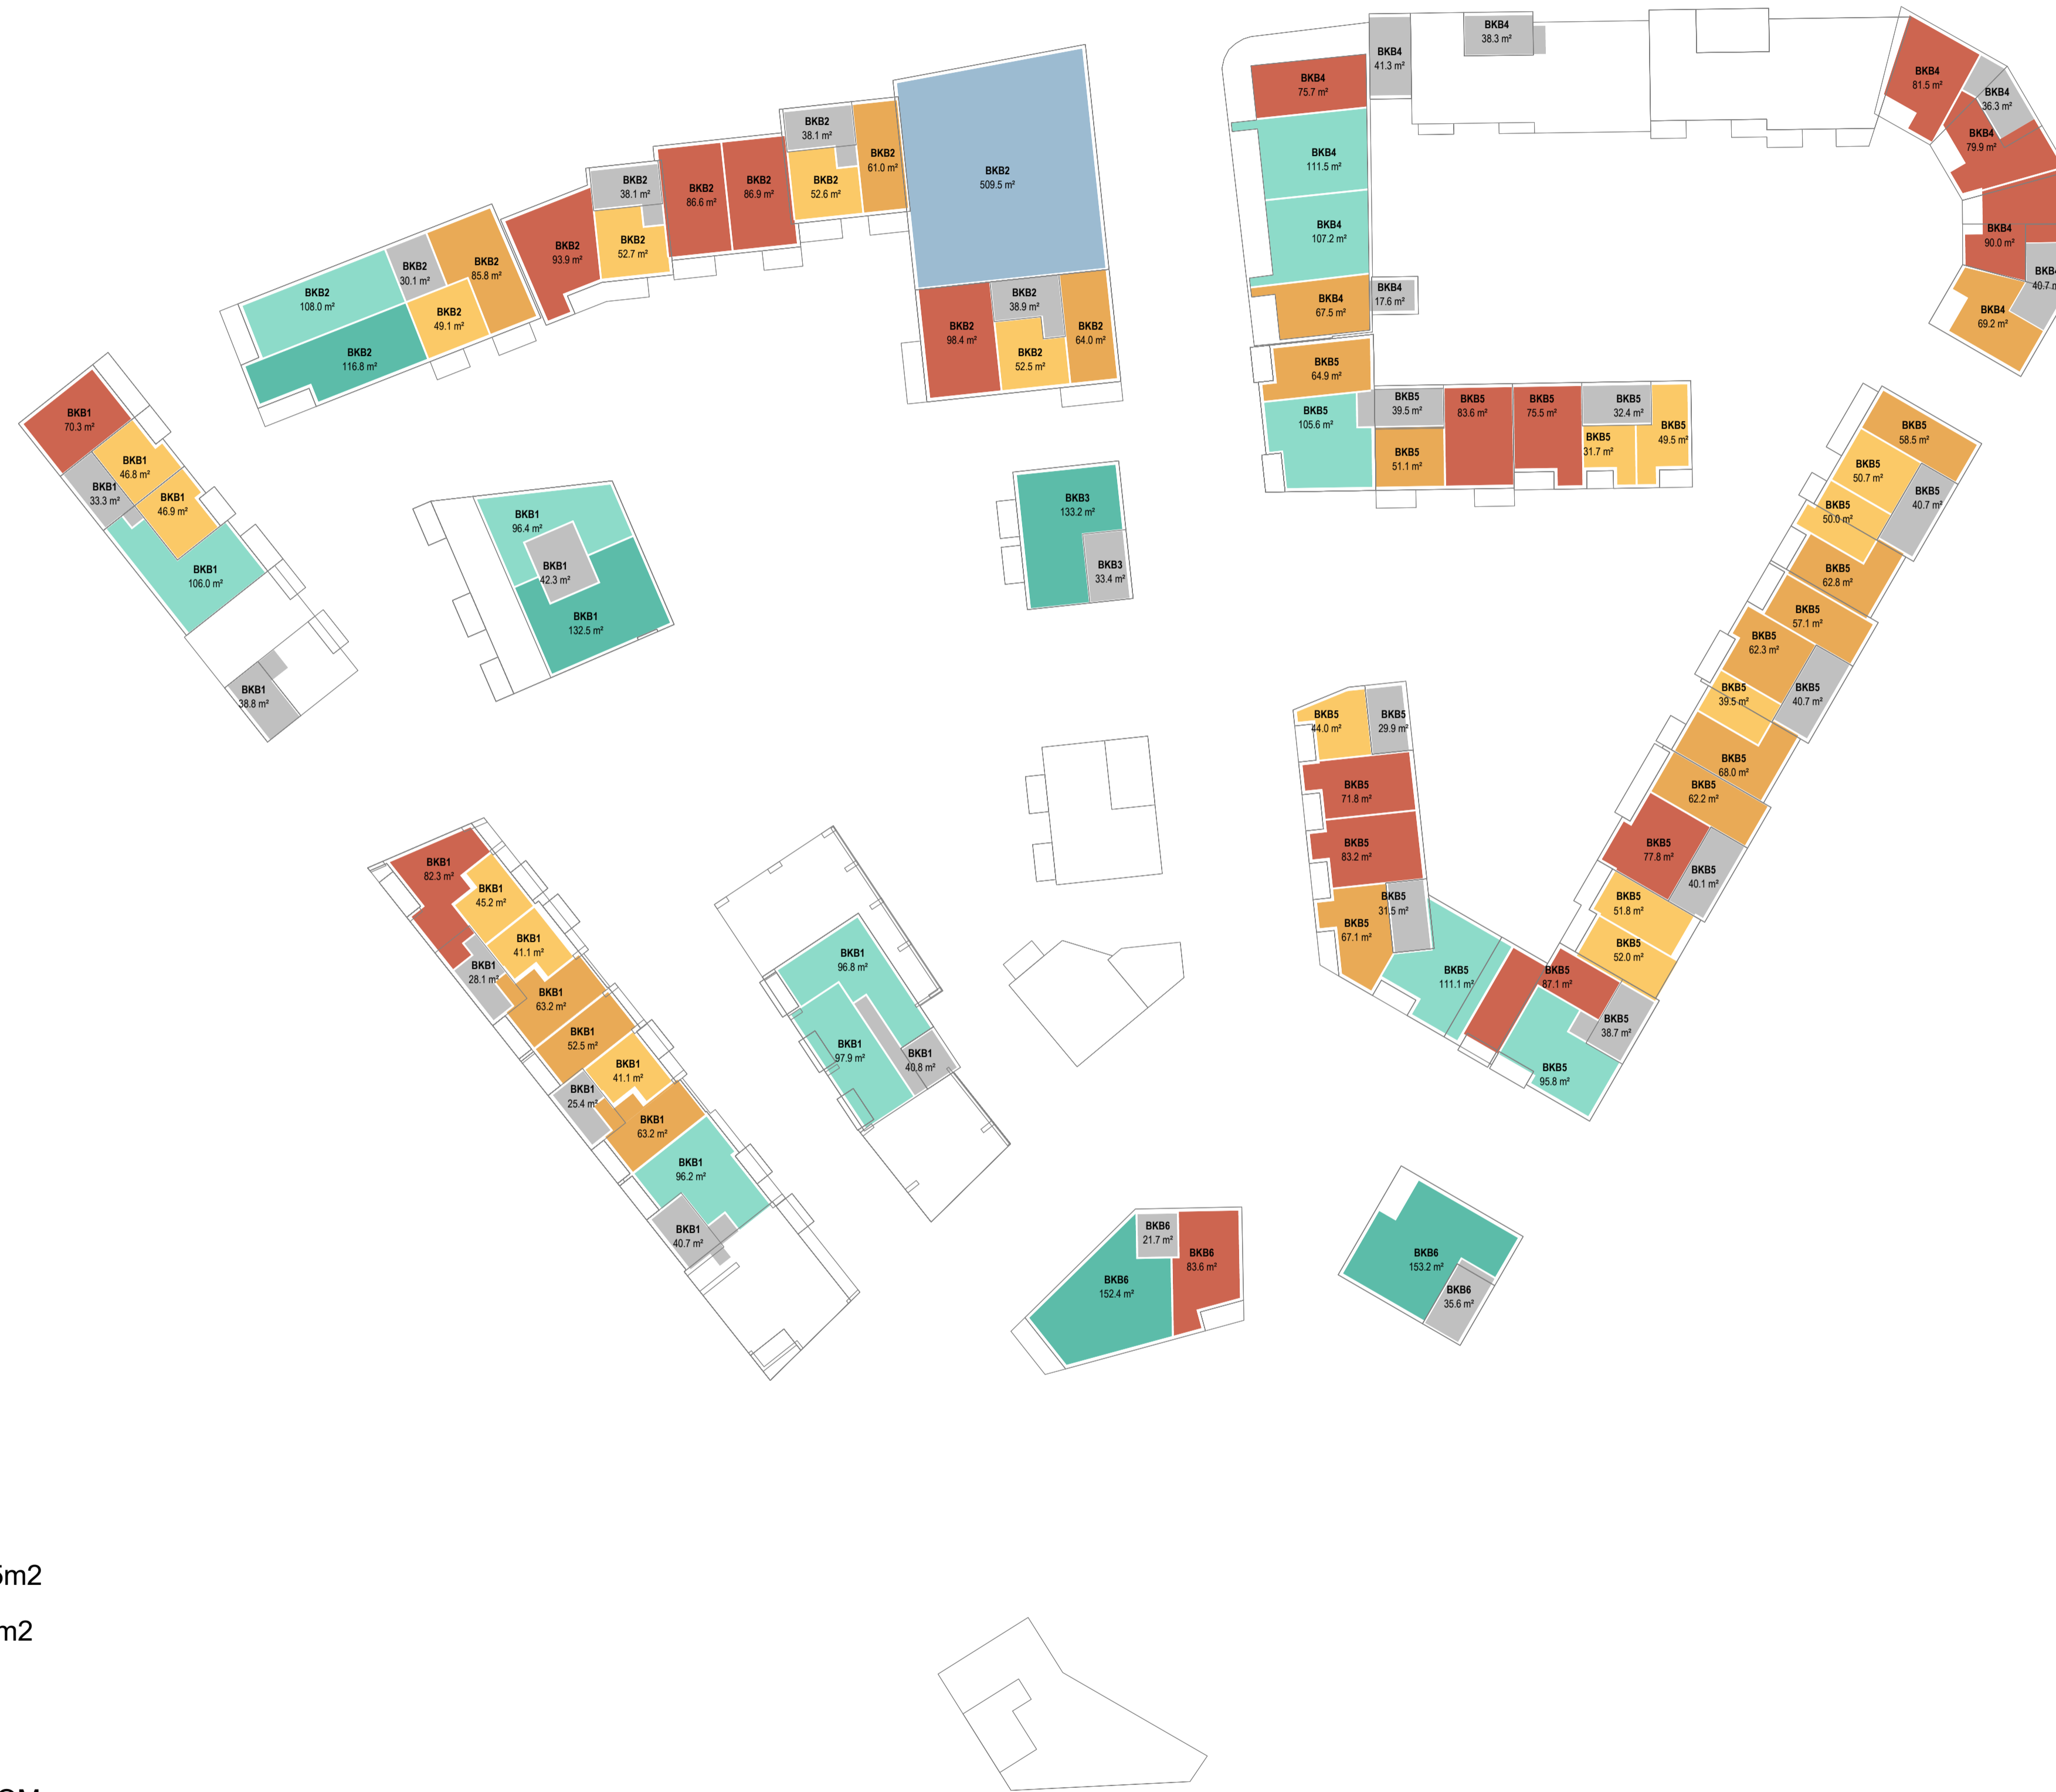 BKB4
41.3 m²
BKB4
38.3 m²
BKB4
75.7 m²
BKB4
81.5 m²
BKB4
36.3 m²
BKB4
79.9 m²
BKB4
111.5 m²
BKB4
107.2 m²
BKB4
90.0 m²
BKB4
40.7
BKB4
17.6 m²
BKB4
67.5 m²
BKB4
69.2 m²
BKB2
38.1 m²
BKB2
61.0 m²
BKB2
52.6 m²
BKB2
509.5 m²
BKB2
38.1 m²
BKB2
86.6 m²
BKB2
86.9 m²
BKB2
93.9 m²
BKB2
52.7 m²
BKB2
108.0 m²
BKB2
30.1 m²
BKB2
85.8 m²
BKB2
49.1 m²
BKB2
116.8 m²
BKB2
98.4 m²
BKB2
38.9 m²
BKB2
52.5 m²
BKB2
64.0 m²
BKB1
70.3 m²
BKB1
46.8 m²
BKB1
33.3 m²
BKB1
46.9 m²
BKB1
106.0 m²
BKB1
38.8 m²
BKB1
96.4 m²
BKB1
42.3 m²
BKB1
132.5 m²
BKB3
133.2 m²
BKB3
33.4 m²
BKB5
64.9 m²
BKB5
105.6 m²
BKB5
39.5 m²
BKB5
51.1 m²
BKB5
83.6 m²
BKB5
75.5 m²
BKB5
32.4 m²
BKB5
31.7 m²
BKB5
49.5 m²
BKB5
58.5 m²
BKB5
50.7 m²
BKB5
40.7 m²
BKB5
50.0 m²
BKB5
62.8 m²
BKB5
57.1 m²
BKB5
62.3 m²
BKB5
39.5 m²
BKB5
40.7 m²
BKB5
68.0 m²
BKB5
62.2 m²
BKB5
77.8 m²
BKB5
40.1 m²
BKB5
51.8 m²
BKB5
52.0 m²
BKB5
44.0 m²
BKB5
29.9 m²
BKB5
71.8 m²
BKB5
83.2 m²
BKB5
31.5 m²
BKB5
67.1 m²
BKB5
111.1 m²
BKB5
87.1 m²
BKB5
38.7 m²
BKB5
95.8 m²
BKB1
82.3 m²
BKB1
45.2 m²
BKB1
41.1 m²
BKB1
28.1 m²
BKB1
63.2 m²
BKB1
52.5 m²
BKB1
41.1 m²
BKB1
25.4 m²
BKB1
63.2 m²
BKB1
96.2 m²
BKB1
40.7 m²
BKB1
96.8 m²
BKB1
97.9 m²
BKB1
40.8 m²
BKB6
21.7 m²
BKB6
83.6 m²
BKB6
152.4 m²
BKB6
153.2 m²
BKB6
35.6 m²
m2
m2